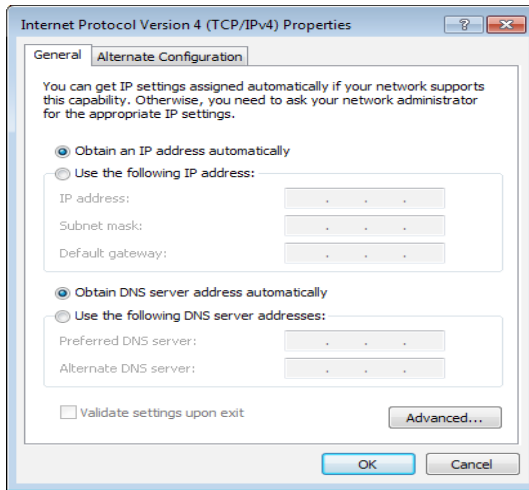 Internet Protocol Version 4 (TCP/IPv4) Properties
General
Alternate Configuration
You can get IP settings assigned automatically if your network supports
this capability. Otherwise, you need to ask your network administrator
for the appropriate IP settings.
Obtain an IP address automatically
Use the following IP address:
IP address:
Subnet mask:
Default gateway:
Obtain DNS server address automatically
Use the following DNS server addresses:
Preferred DNS server:
Alternate DNS server:
Validate settings upon exit
Advanced...
OK
Cancel